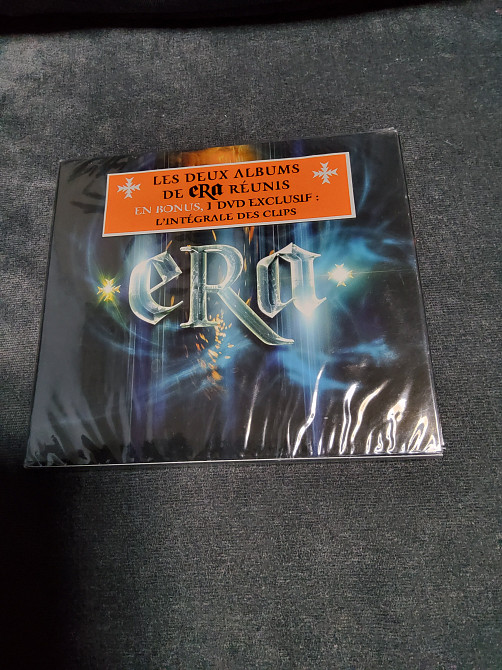 LES DEUX ALBUMS
DE eRa RÉUNIS
EN BONUS, 1 DVD EXCLUSIF :
L'INTÉGRALE DES CLIPS
eRa